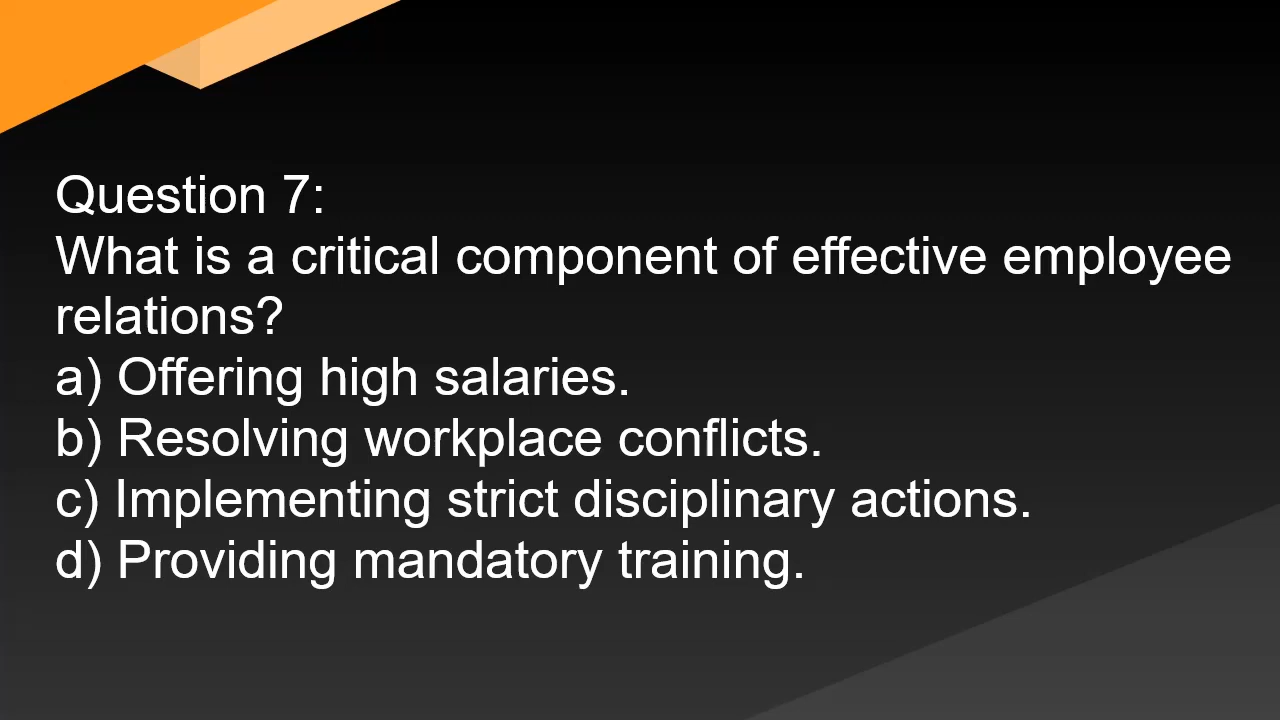 Question 7:
What is a critical component of effective employee
relations?
a) Offering high salaries.
b) Resolving workplace conflicts.
c) Implementing strict disciplinary actions.
d) Providing mandatory training.